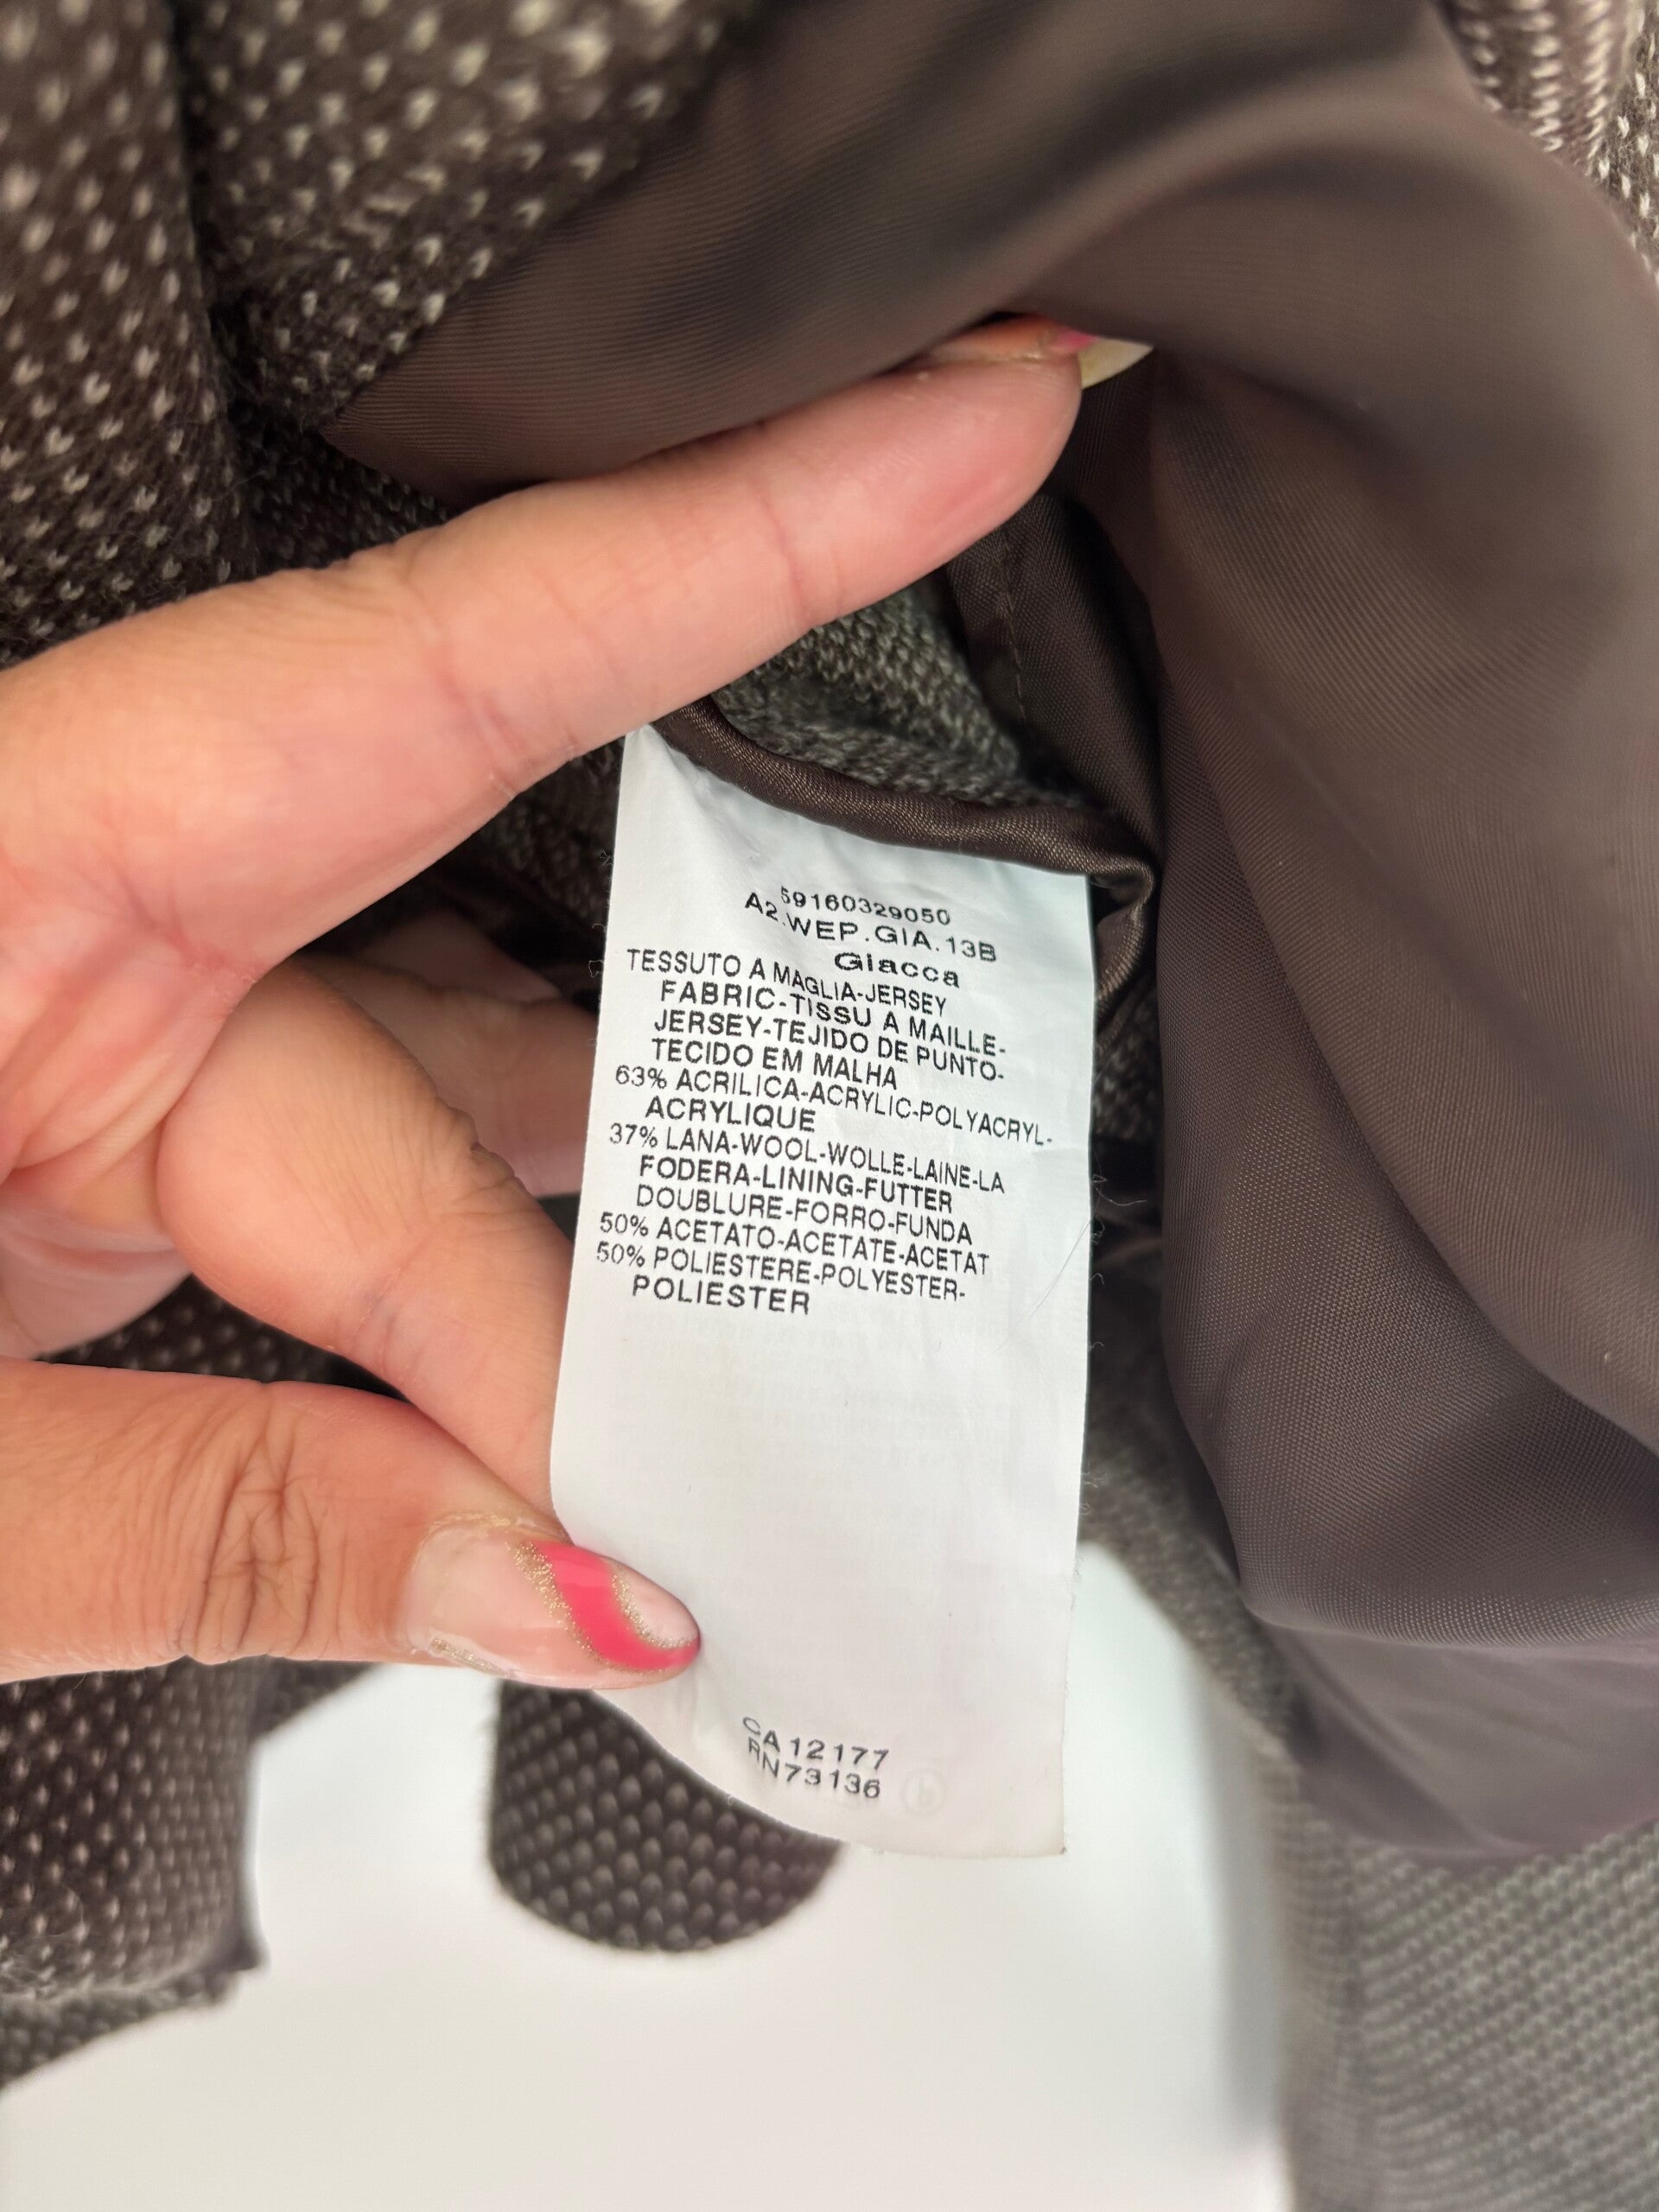 59160329050
A2.WEP.GIA.13B
Giacca
TESSUTO A MAGLIA-JERSEY
FABRIC-TISSU A MAILLE-
JERSEY-TEJIDO DE PUNTO-
TECIDO EM MALHA
63% ACRILICA-ACRYLIC-POLYACRYL-
ACRYLIQUE
37% LANA-WOOL-WOLLE-LAINE-LA
FODERA-LINING-FUTTER
DOUBLURE-FORRO-FUNDA
50% ACETATO-ACETATE-ACETAT
50% POLIESTERE-POLYESTER-
POLIESTER
CA12177
RN73136